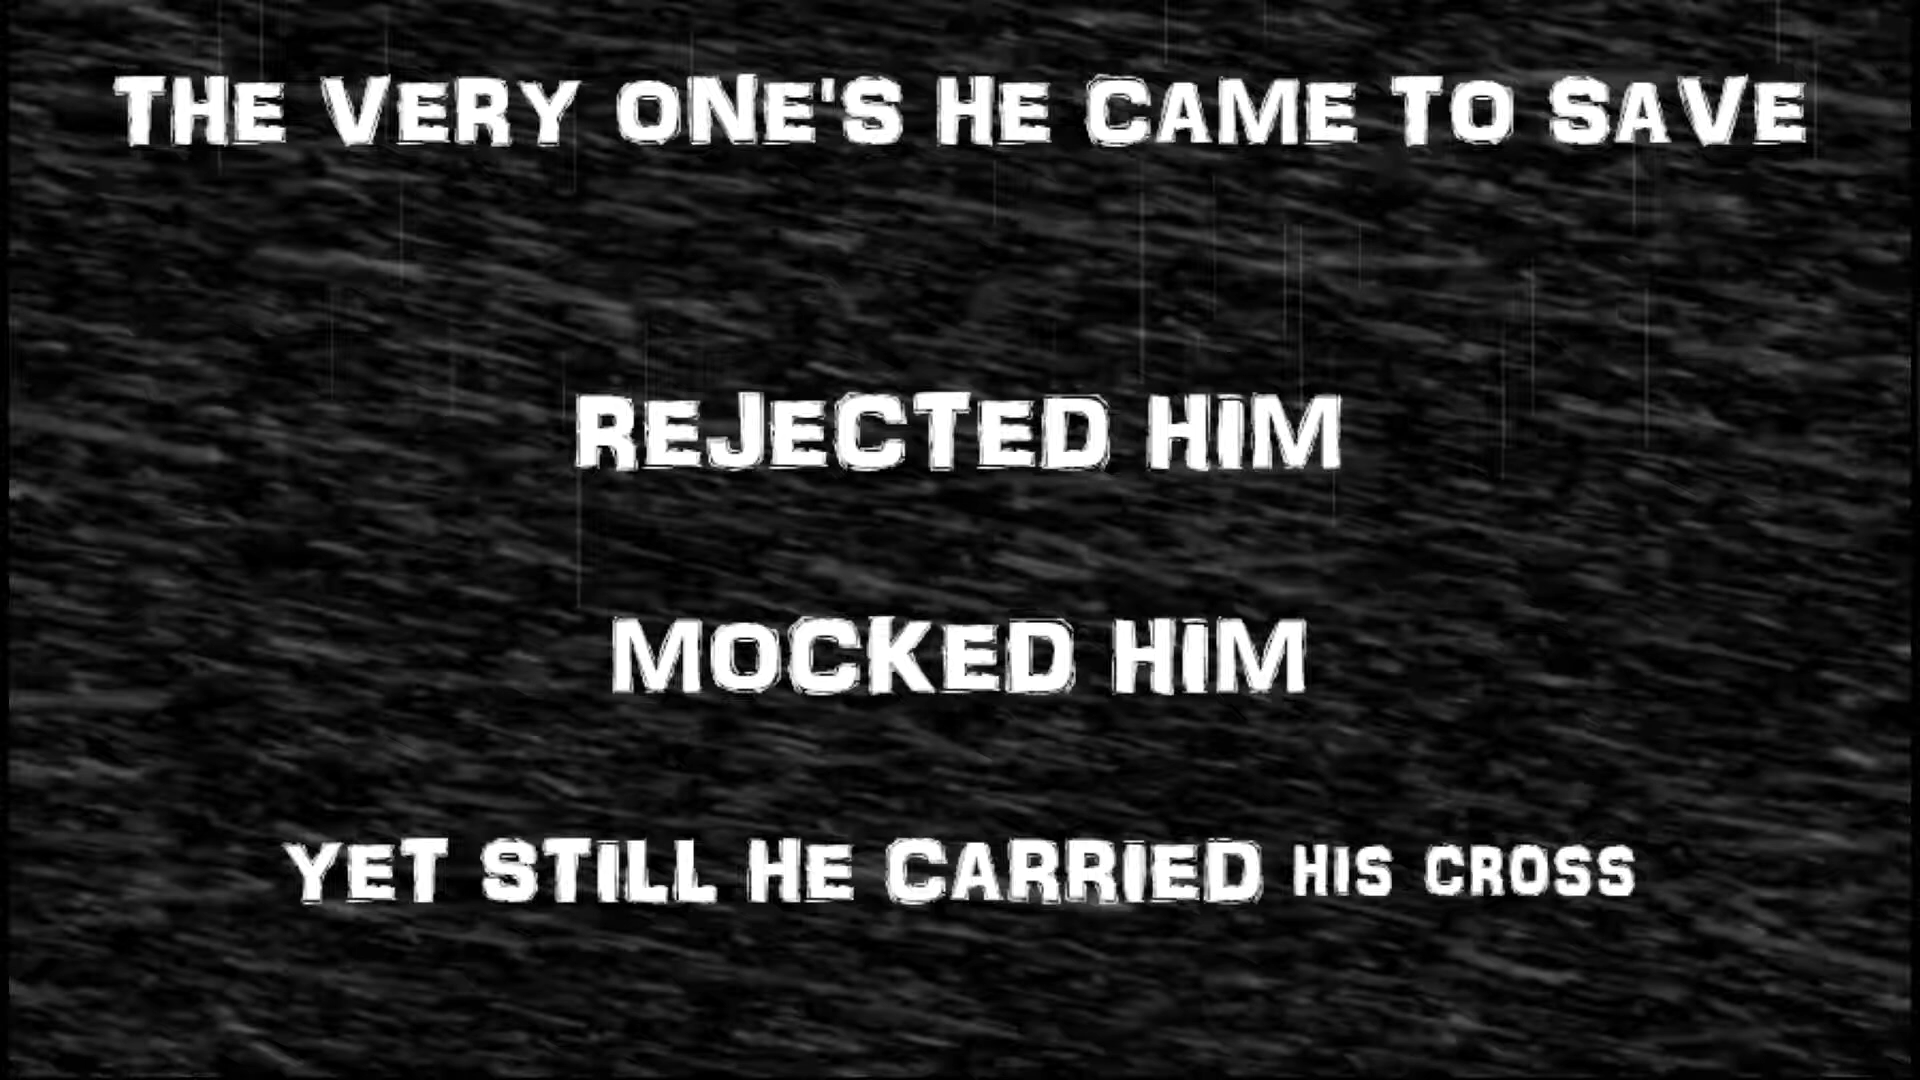 THE VERY ONE'S HE CAME TO SAVE
REJECTED HIM
MOCKED HIM
YET STILL HE CARRIED HIS CROSS